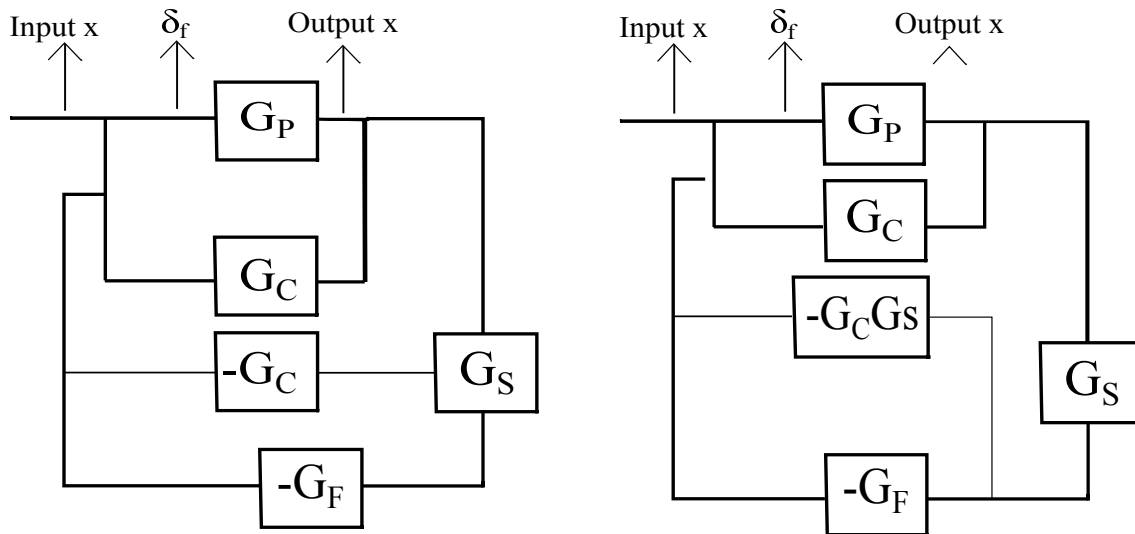 Input x
δf
Output x
GP
GC
-GC
GS
-GF
Input x
δf
Output x
GP
GC
-GCGs
GS
-GF